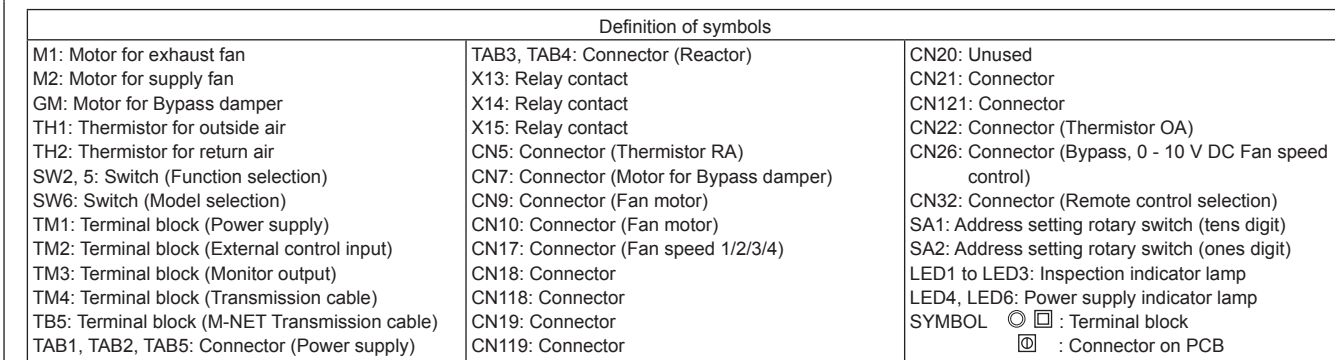 Definition of symbols
M1: Motor for exhaust fan
M2: Motor for supply fan
GM: Motor for Bypass damper
TH1: Thermistor for outside air
TH2: Thermistor for return air
SW2, 5: Switch (Function selection)
SW6: Switch (Model selection)
TM1: Terminal block (Power supply)
TM2: Terminal block (External control input)
TM3: Terminal block (Monitor output)
TM4: Terminal block (Transmission cable)
TB5: Terminal block (M-NET Transmission cable)
TAB1, TAB2, TAB5: Connector (Power supply)
TAB3, TAB4: Connector (Reactor)
X13: Relay contact
X14: Relay contact
X15: Relay contact
CN5: Connector (Thermistor RA)
CN7: Connector (Motor for Bypass damper)
CN9: Connector (Fan motor)
CN10: Connector (Fan motor)
CN17: Connector (Fan speed 1/2/3/4)
CN18: Connector
CN118: Connector
CN19: Connector
CN119: Connector
CN20: Unused
CN21: Connector
CN121: Connector
CN22: Connector (Thermistor OA)
CN26: Connector (Bypass, 0 - 10 V DC Fan speed
control)
CN32: Connector (Remote control selection)
SA1: Address setting rotary switch (tens digit)
SA2: Address setting rotary switch (ones digit)
LED1 to LED3: Inspection indicator lamp
LED4, LED6: Power supply indicator lamp
SYMBOL ◎ 回 : Terminal block
: Connector on PCB